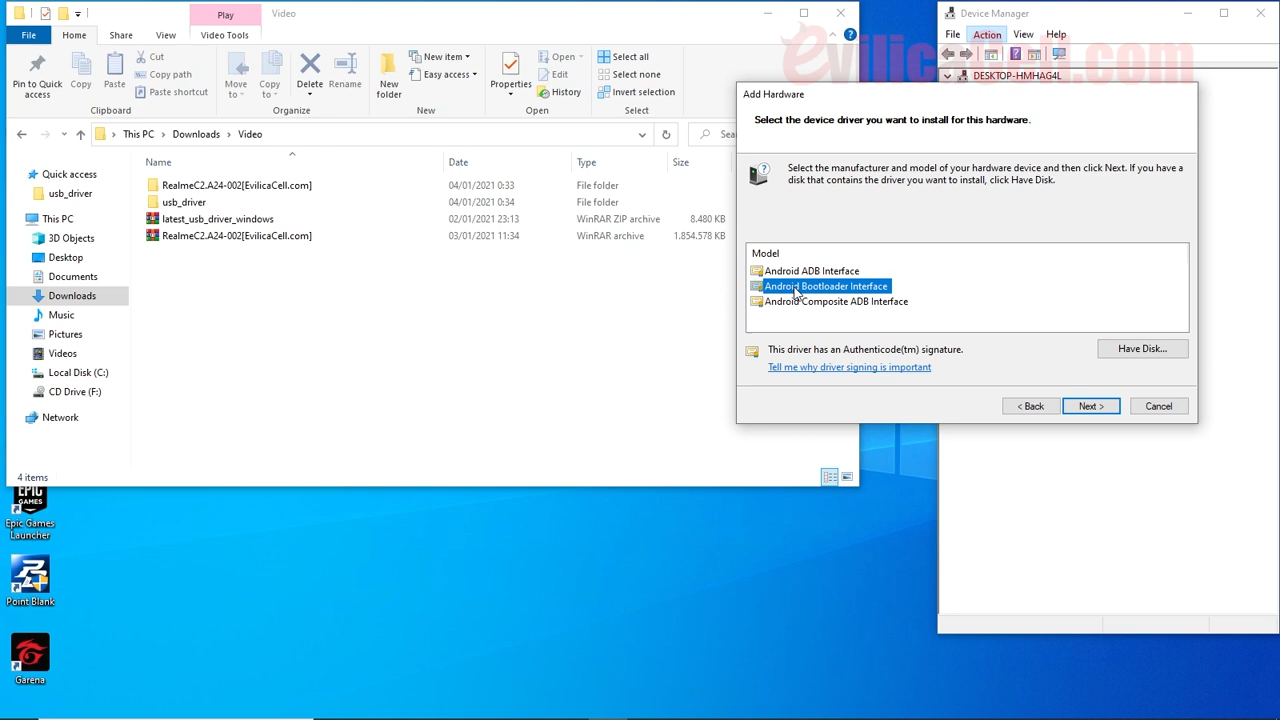 Play
Video
File
Home
Share
View
Video Tools
Pin to Quick
access
Copy
Paste
Cut
Copy path
Paste shortcut
Clipboard
Move
to
Copy
to
Delete
Rename
Organize
New
folder
New item
Easy access
New
Properties
Open
Edit
History
Open
Select all
Select none
Invert selection
Select
This PC > Downloads > Video
Name
Date
Type
Size
Quick access
usb_driver
This PC
3D Objects
Desktop
Documents
Downloads
Music
Pictures
Videos
Local Disk (C:)
CD Drive (F:)
Network
RealmeC2.A24-002[EvilicaCell.com] 04/01/2021 0:33 File folder
usb_driver 04/01/2021 0:34 File folder
latest_usb_driver_windows 02/01/2021 23:13 WinRAR ZIP archive 8.480 KB
RealmeC2.A24-002[EvilicaCell.com] 03/01/2021 11:34 WinRAR archive 1.854.578 KB
4 items
EPIC
GAMES
Epic Games
Launcher
Point Blank
Garena
Device Manager
File Action View Help
DESKTOP-HMHAG4L
Add Hardware
Select the device driver you want to install for this hardware.
Select the manufacturer and model of your hardware device and then click Next. If you have a
disk that contains the driver you want to install, click Have Disk.
Model
Android ADB Interface
Android Bootloader Interface
Android Composite ADB Interface
This driver has an Authenticode(tm) signature.
Have Disk...
Tell me why driver signing is important
< Back
Next >
Cancel